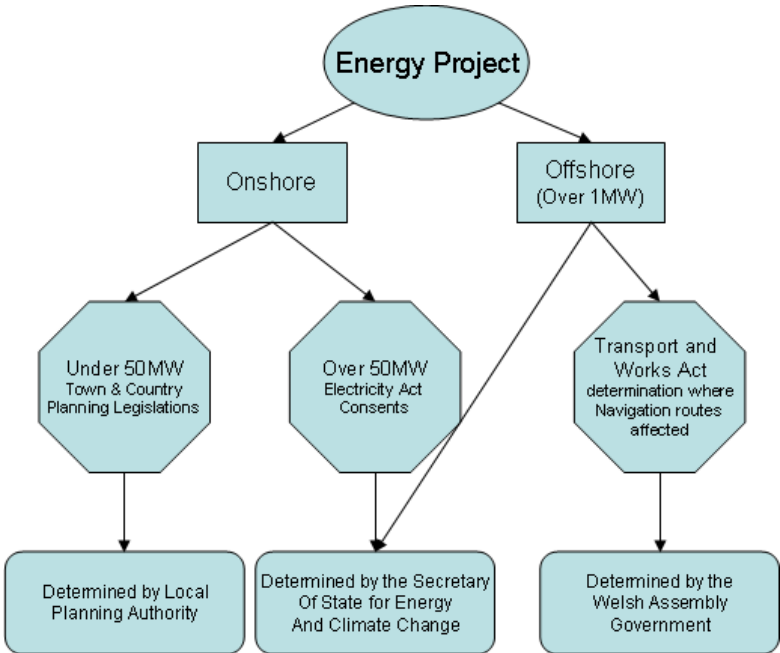 Energy Project
Onshore
Offshore
(Over 1MW)
Under 50MW
Town & Country
Planning Legislations
Over 50MW
Electricity Act
Consents
Transport and
Works Act
determination where
Navigation routes
affected
Determined by Local
Planning Authority
Determined by the Secretary
Of State for Energy
And Climate Change
Determined by the
Welsh Assembly
Government